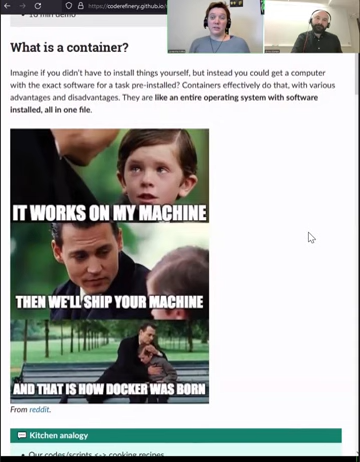 https://coderefinery.github.io/
10 min demo
What is a container?
Imagine if you didn't have to install things yourself, but instead you could get a computer
with the exact software for a task pre-installed? Containers effectively do that, with various
advantages and disadvantages. They are like an entire operating system with software
installed, all in one file.
IT WORKS ON MY MACHINE
THEN WE'LL SHIP YOUR MACHINE
AND THAT IS HOW DOCKER WAS BORN
From reddit.
Kitchen analogy
Our codes/scripts <-> cooking recipes